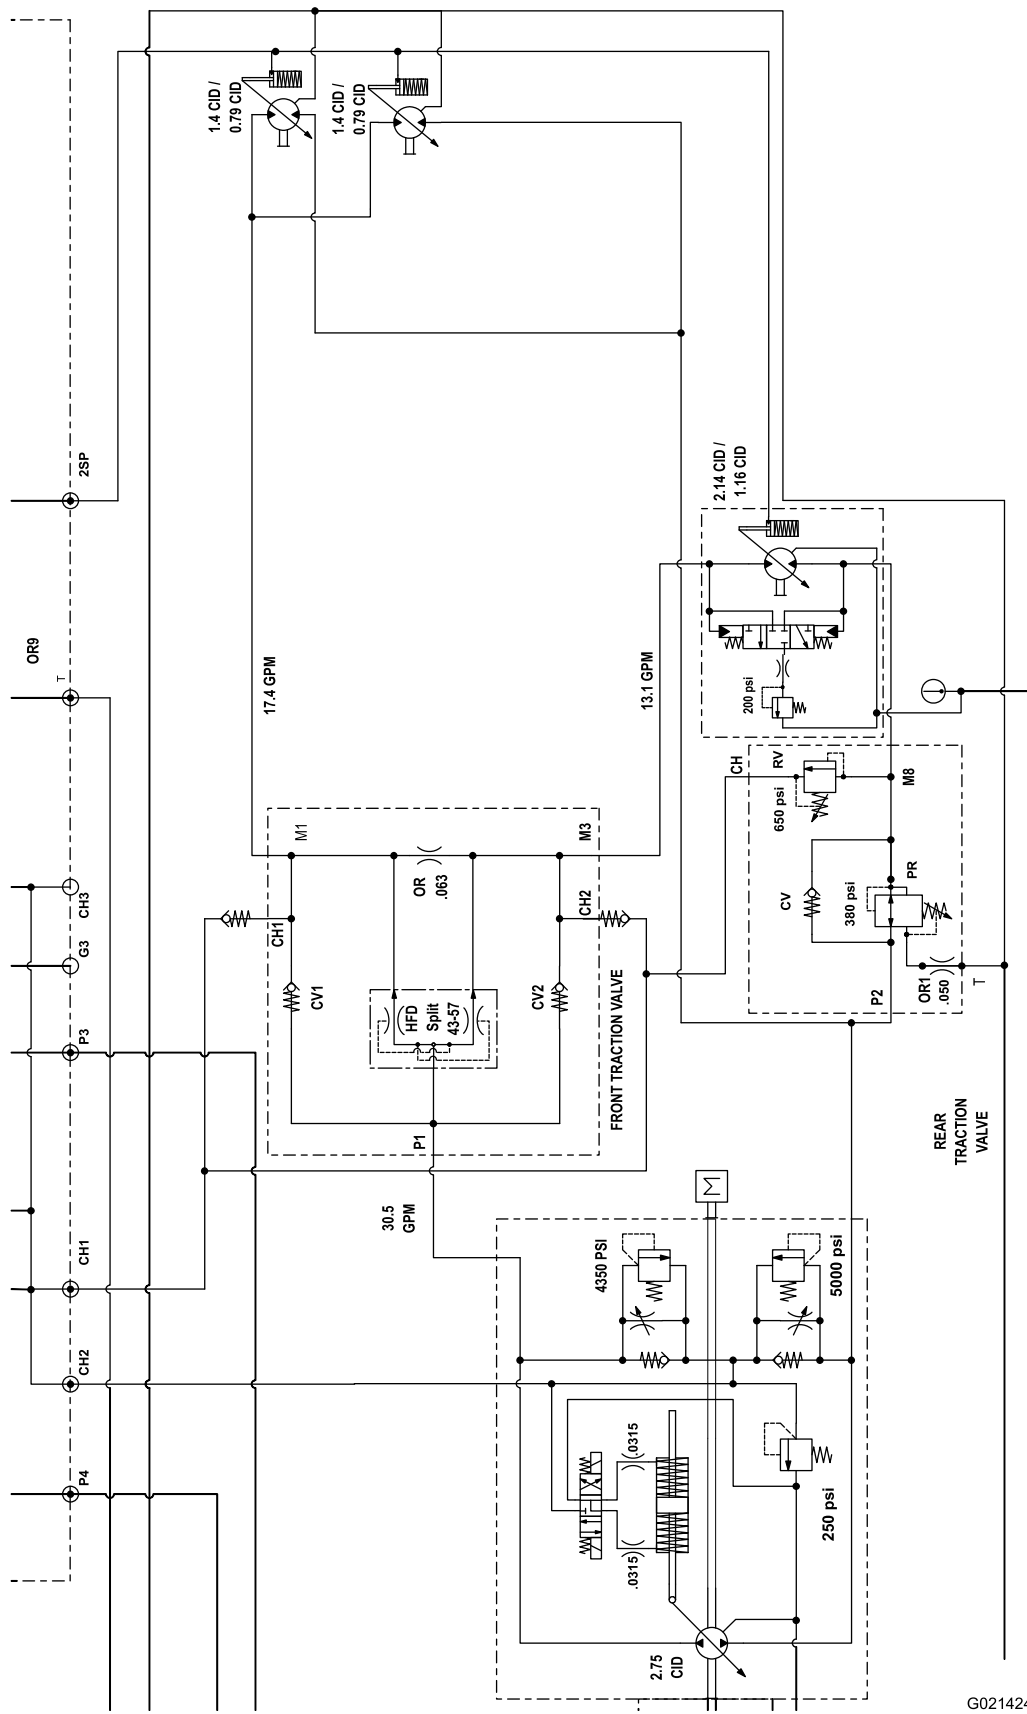 1.4 CID /
0.79 CID
1.4 CID /
0.79 CID
2SP
2.14 CID /
1.16 CID
OR9
T
17.4 GPM
13.1 GPM
200 psi
CH
RV
650 psi
M8
M1
M3
OR
.063
CH1
CH2
CV
380 psi
PR
CH3
G3
P3
CV1
HFD
Split
43-57
CV2
FRONT TRACTION VALVE
P2
OR1
.050
T
P1
REAR
TRACTION
VALVE
30.5
GPM
M
4350 PSI
5000 psi
CH1
CH2
P4
.0315
.0315
250 psi
2.75
CID
G021424